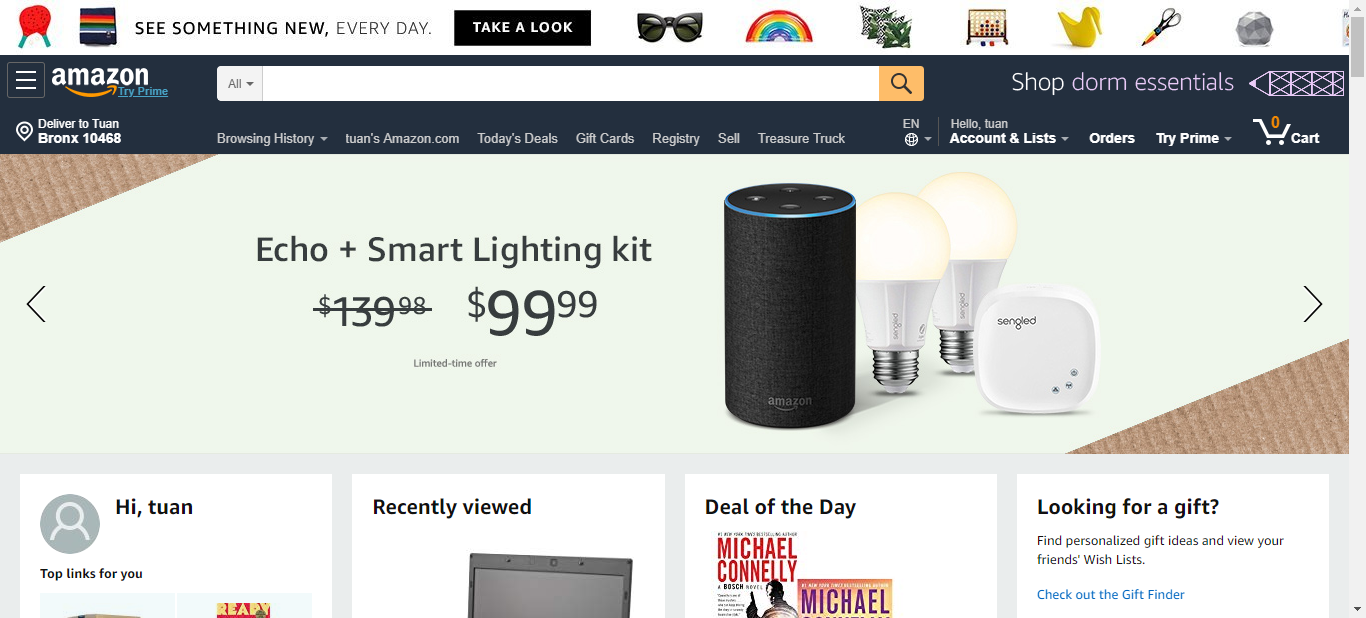 SEE SOMETHING NEW, EVERY DAY.
TAKE A LOOK
amazon
Try Prime
All
Shop dorm essentials
Deliver to Tuan
Bronx 10468
Browsing History
tuan's Amazon.com
Today's Deals
Gift Cards
Registry
Sell
Treasure Truck
EN
Hello, tuan
Account & Lists
Orders
Try Prime
0
Cart
Echo + Smart Lighting kit
$139.98 $99.99
Limited-time offer
sengled
sengled
sengled
amazon
Hi, tuan
Top links for you
READY
Recently viewed
Deal of the Day
MICHAEL
CONNELLY
A BOSCH NOVEL
MICHAEL
Looking for a gift?
Find personalized gift ideas and view your
friends' Wish Lists.
Check out the Gift Finder